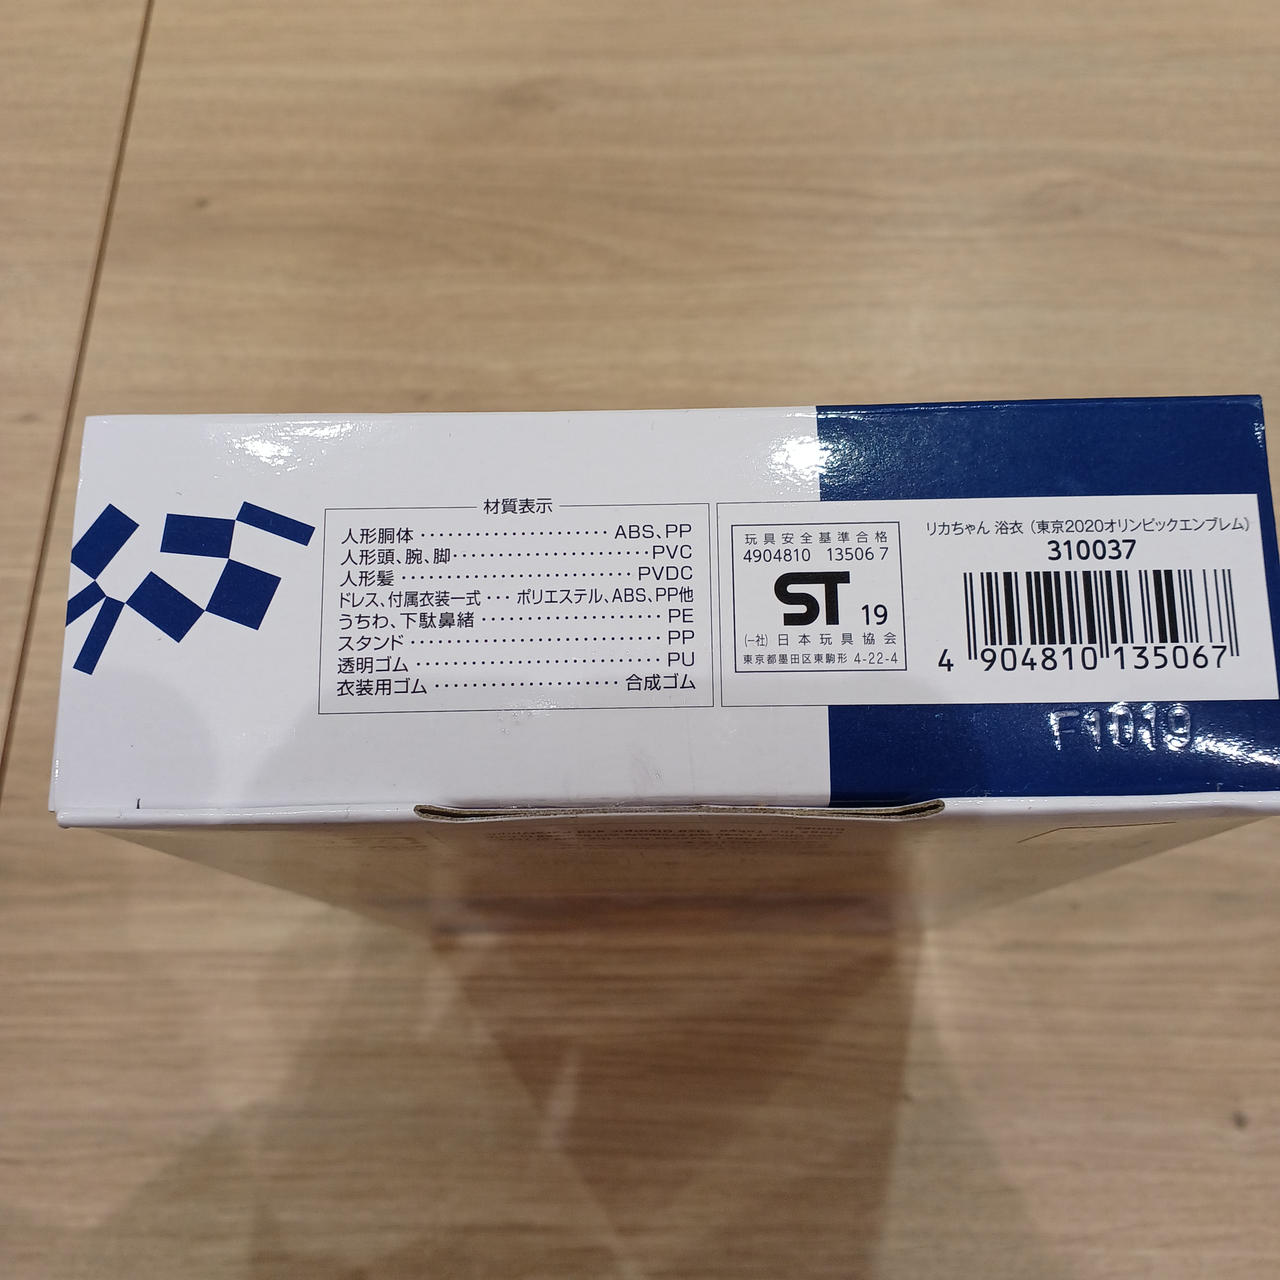 材質表示
人形胴体 ···················· ABS、PP
人形頭、腕、脚 ····················· PVC
人形髪 ························· PVDC
ドレス、付属衣装一式 ··· ポリエステル、ABS、PP他
うちわ、下駄鼻緒 ···················· PE
スタンド ···························· PP
透明ゴム ··························· PU
衣装用ゴム ···················· 合成ゴム
玩具安全基準合格
4904810 13506 7
ST 19
(一社) 日本玩具協会
東京都墨田区東駒形 4-22-4
リカちゃん 浴衣 (東京2020オリンピックエンブレム)
310037
4 904810 135067
F1019